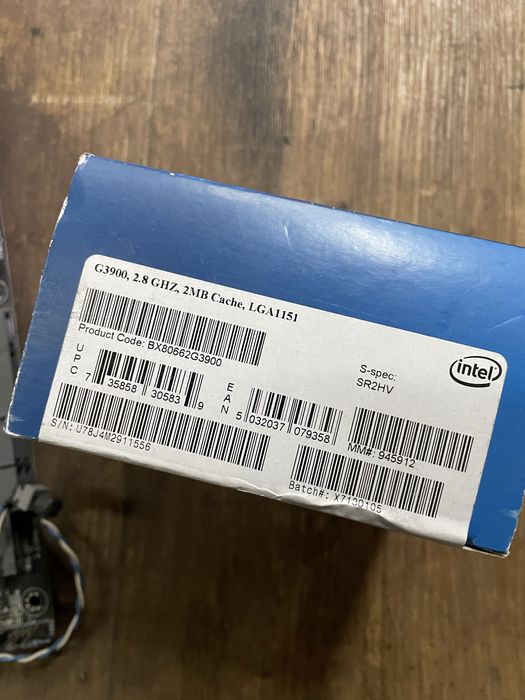 G3900, 2.8 GHZ, 2MB Cache, LGA1151
Product Code: BX80662G3900
S-spec:
SR2HV
intel
UPC
7 35858 30583 9
EAN
5 032037 079358
MM#: 945912
S/N: U78J4M2911556
Batch#: X713D105